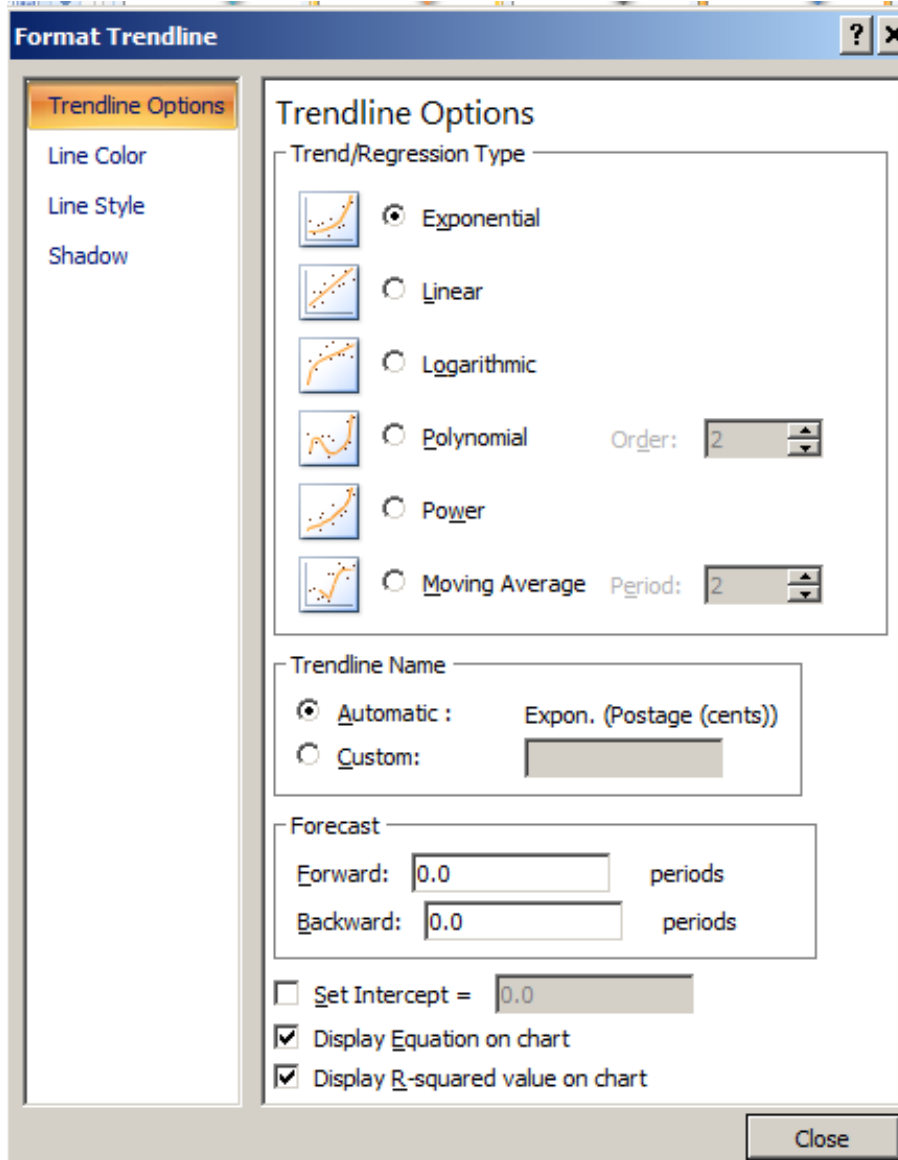 Format Trendline
?
Trendline Options
Line Color
Line Style
Shadow
Trendline Options
Trend/Regression Type
Exponential
Linear
Logarithmic
Polynomial Order: 2
Power
Moving Average Period: 2
Trendline Name
Automatic : Expon. (Postage (cents))
Custom:
Forecast
Forward: 0.0 periods
Backward: 0.0 periods
Set Intercept = 0.0
Display Equation on chart
Display R-squared value on chart
Close